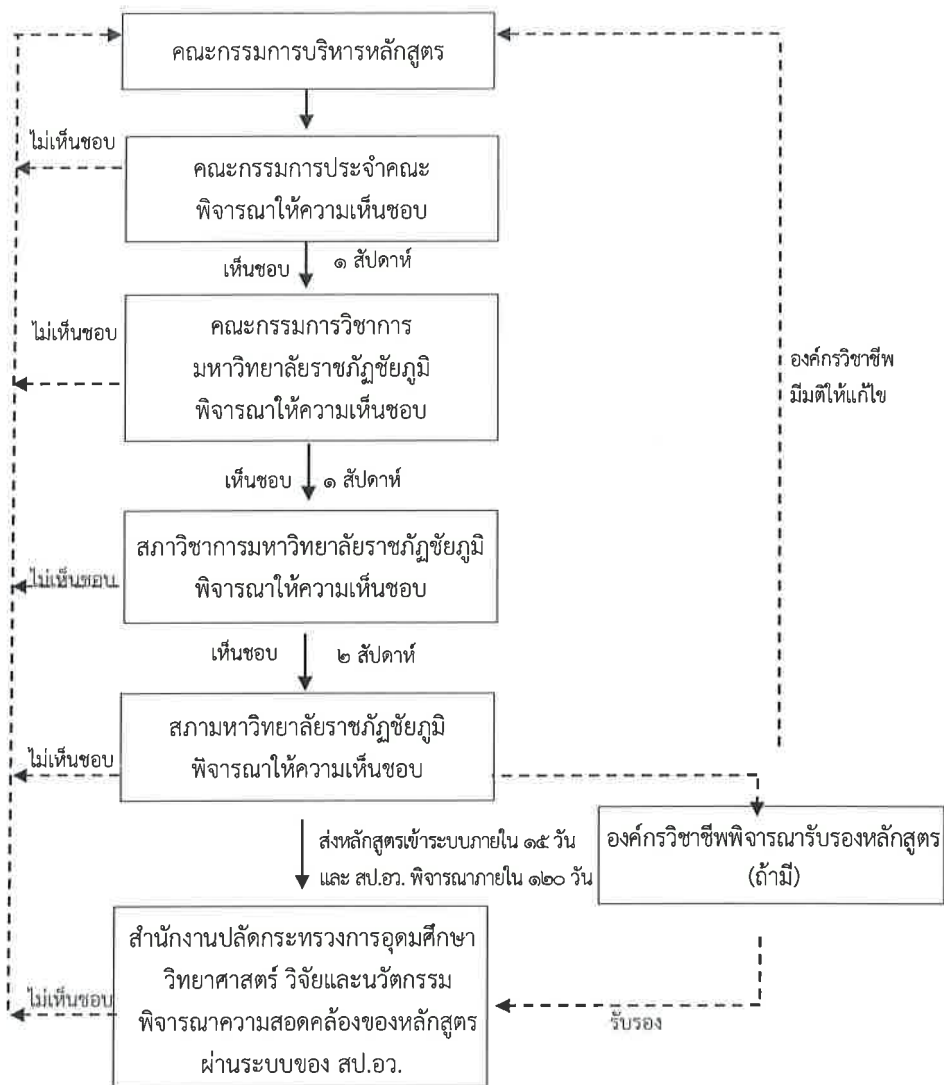 คณะกรรมการบริหารหลักสูตร
ไม่เห็นชอบ
คณะกรรมการประจำคณะ
พิจารณาให้ความเห็นชอบ
เห็นชอบ ๑ สัปดาห์
ไม่เห็นชอบ
คณะกรรมการวิชาการ
มหาวิทยาลัยราชภัฏชัยภูมิ
พิจารณาให้ความเห็นชอบ
องค์กรวิชาชีพ
มีมติให้แก้ไข
เห็นชอบ ๑ สัปดาห์
สภาวิชาการมหาวิทยาลัยราชภัฏชัยภูมิ
พิจารณาให้ความเห็นชอบ
ไม่เห็นชอบ
เห็นชอบ ๒ สัปดาห์
สภามหาวิทยาลัยราชภัฏชัยภูมิ
พิจารณาให้ความเห็นชอบ
ไม่เห็นชอบ
ส่งหลักสูตรเข้าระบบภายใน ๑๕ วัน
และ สป.อว. พิจารณาภายใน ๑๒๐ วัน
องค์กรวิชาชีพพิจารณารับรองหลักสูตร
(ถ้ามี)
สำนักงานปลัดกระทรวงการอุดมศึกษา
วิทยาศาสตร์ วิจัยและนวัตกรรม
พิจารณาความสอดคล้องของหลักสูตร
ผ่านระบบของ สป.อว.
ไม่เห็นชอบ
รับรอง